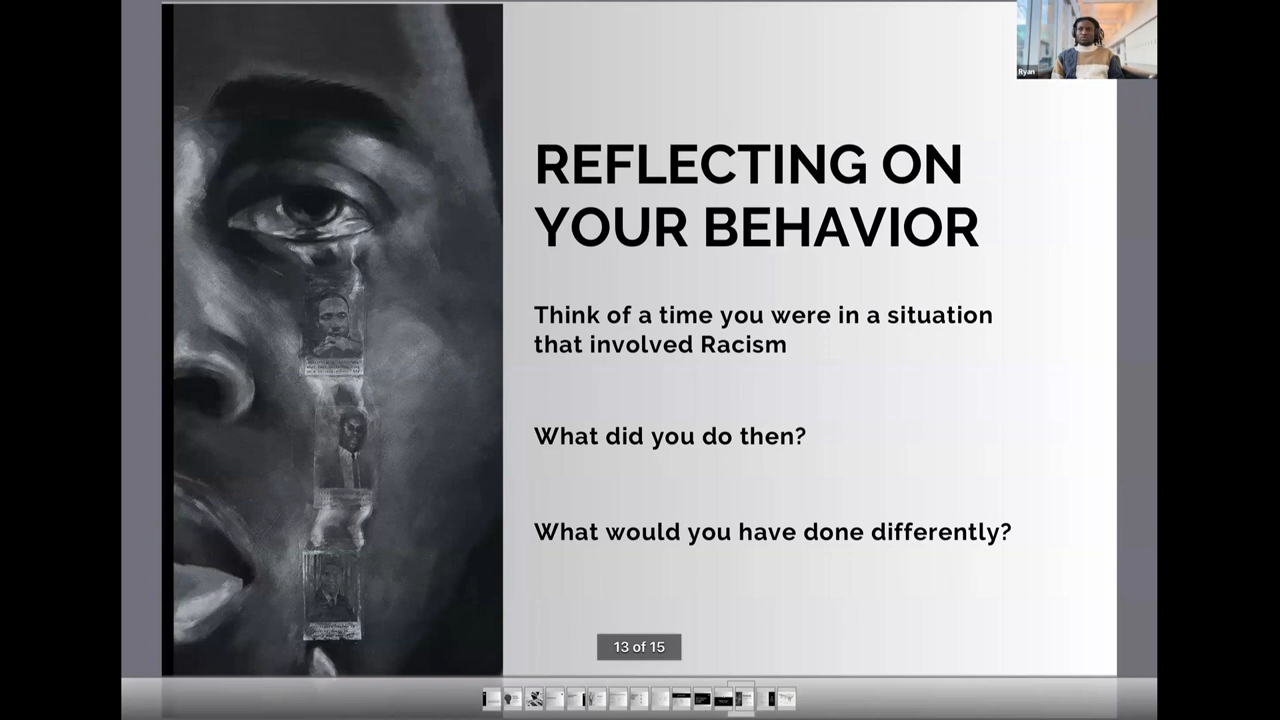 Ryan
REFLECTING ON
YOUR BEHAVIOR
Think of a time you were in a situation
that involved Racism
What did you do then?
What would you have done differently?
13 of 15